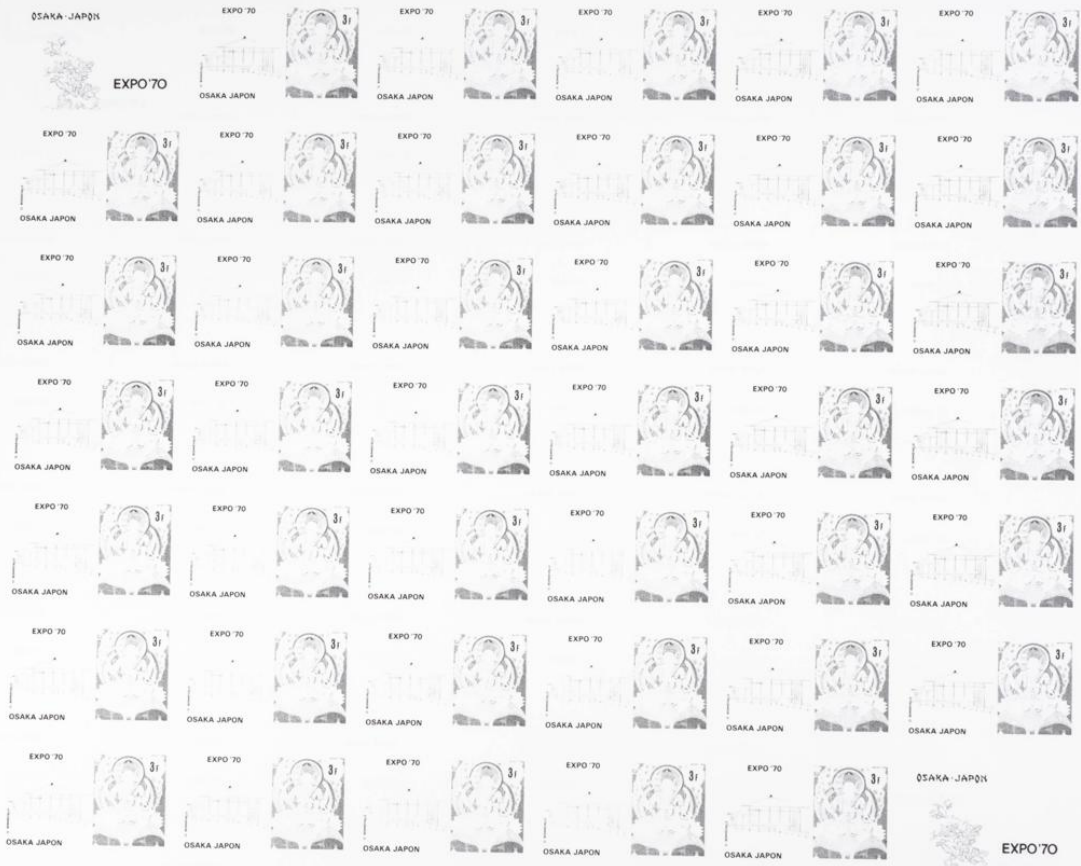 OSAKA·JAPON EXPO '70 3f EXPO '70 3f EXPO '70 3f EXPO '70 3f EXPO '70 3f
EXPO'70
OSAKA JAPON OSAKA JAPON OSAKA JAPON OSAKA JAPON OSAKA JAPON
EXPO '70 3f EXPO '70 3f EXPO '70 3f EXPO '70 3f EXPO '70 3f EXPO '70 3f
OSAKA JAPON OSAKA JAPON OSAKA JAPON OSAKA JAPON OSAKA JAPON OSAKA JAPON
EXPO '70 3f EXPO '70 3f EXPO '70 3f EXPO '70 3f EXPO '70 3f EXPO '70 3f
OSAKA JAPON OSAKA JAPON OSAKA JAPON OSAKA JAPON OSAKA JAPON OSAKA JAPON
EXPO '70 3f EXPO '70 3f EXPO '70 3f EXPO '70 3f EXPO '70 3f EXPO '70 3f
OSAKA JAPON OSAKA JAPON OSAKA JAPON OSAKA JAPON OSAKA JAPON OSAKA JAPON
EXPO '70 3f EXPO '70 3f EXPO '70 3f EXPO '70 3f EXPO '70 3f EXPO '70 3f
OSAKA JAPON OSAKA JAPON OSAKA JAPON OSAKA JAPON OSAKA JAPON OSAKA JAPON
EXPO '70 3f EXPO '70 3f EXPO '70 3f EXPO '70 3f EXPO '70 3f EXPO '70 3f
OSAKA JAPON OSAKA JAPON OSAKA JAPON OSAKA JAPON OSAKA JAPON OSAKA JAPON
EXPO '70 3f EXPO '70 3f EXPO '70 3f EXPO '70 3f EXPO '70 3f OSAKA·JAPON
OSAKA JAPON OSAKA JAPON OSAKA JAPON OSAKA JAPON OSAKA JAPON EXPO'70